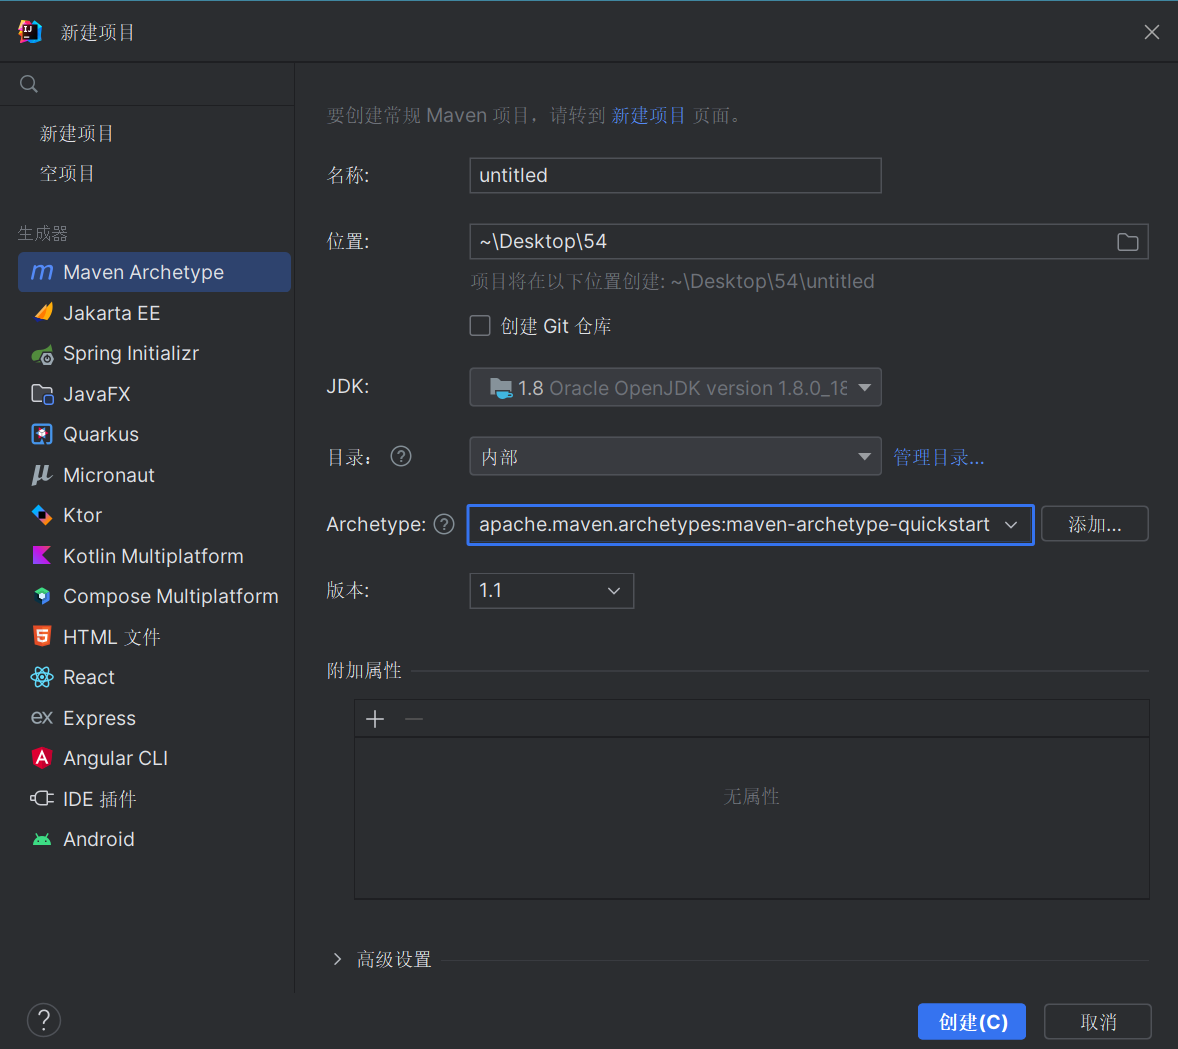 新建项目
新建项目
空项目
生成器
Maven Archetype
Jakarta EE
Spring Initializr
JavaFX
Quarkus
Micronaut
Ktor
Kotlin Multiplatform
Compose Multiplatform
HTML 文件
React
Express
Angular CLI
IDE 插件
Android
要创建常规 Maven 项目，请转到 新建项目 页面。
名称: untitled
位置: ~\Desktop\54
项目将在以下位置创建: ~\Desktop\54\untitled
创建 Git 仓库
JDK: 1.8 Oracle OpenJDK version 1.8.0_18
目录： ? 内部 管理目录...
Archetype: ? apache.maven.archetypes:maven-archetype-quickstart 添加...
版本: 1.1
附加属性
无属性
高级设置
? 创建(C) 取消